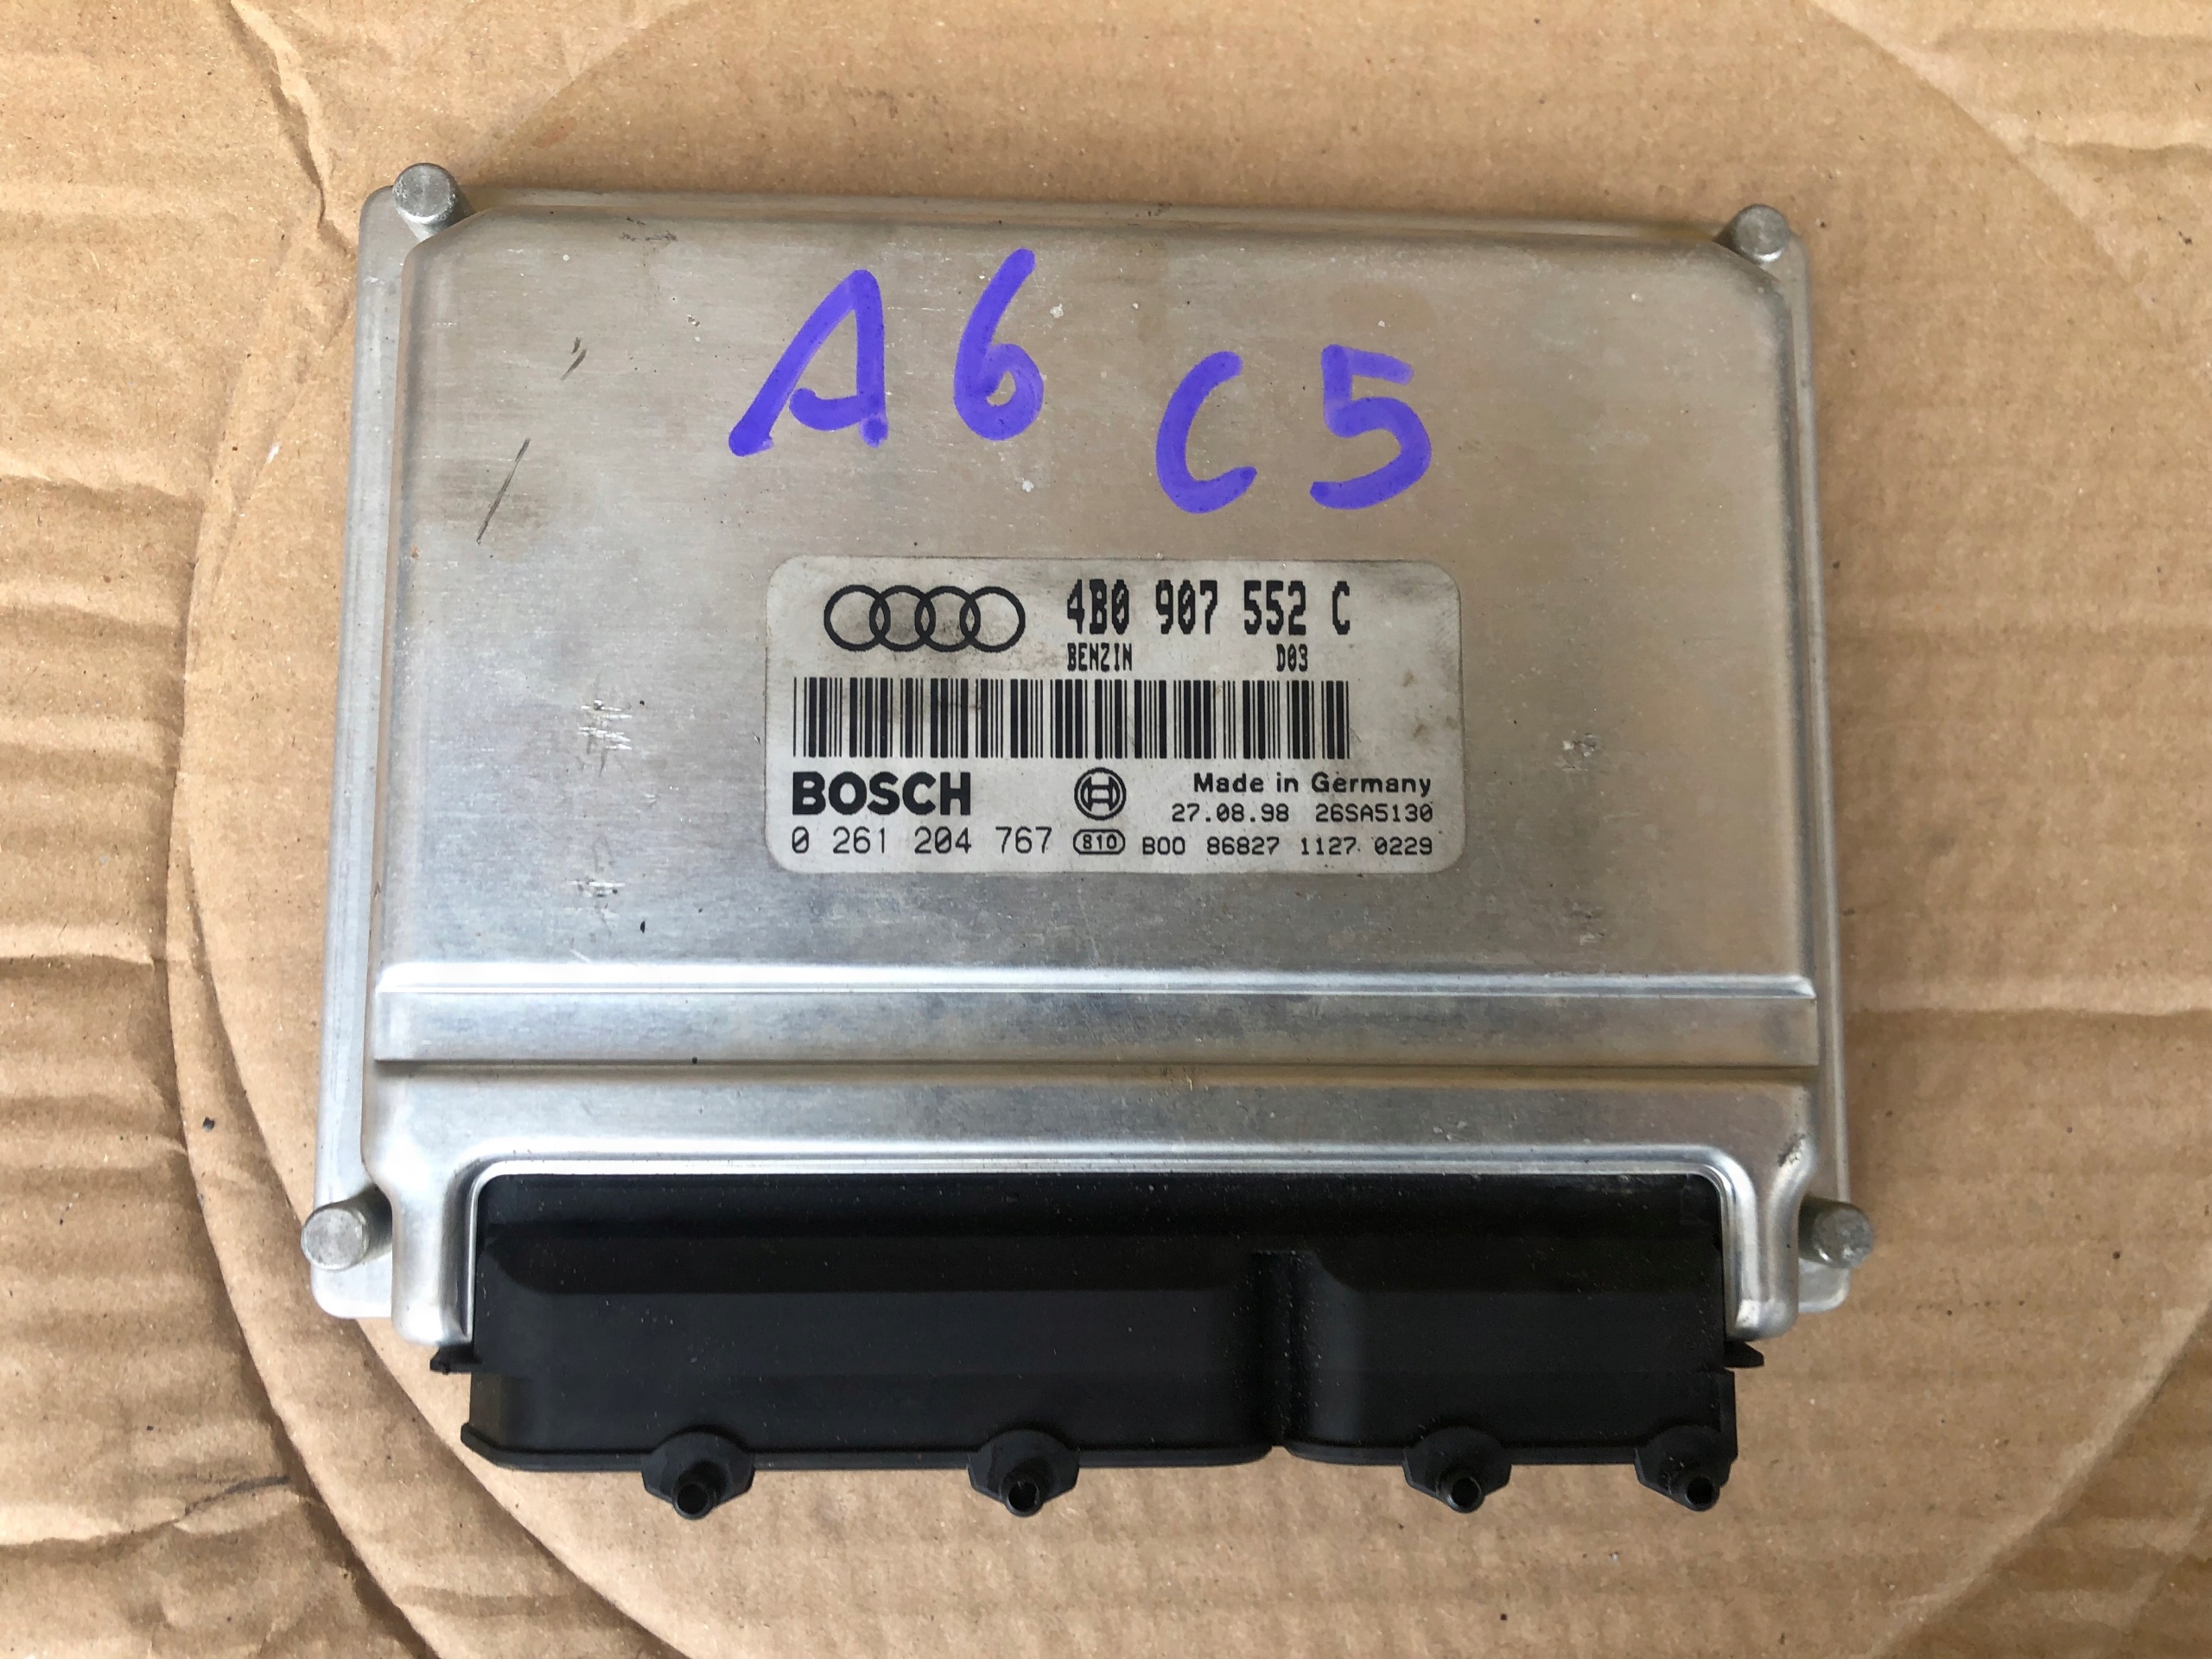 A6
C5
4B0 907 552 C
BENZIN D03
BOSCH Made in Germany
27.08.98 26SA5130
0 261 204 767 810 B00 86827 1127 0229